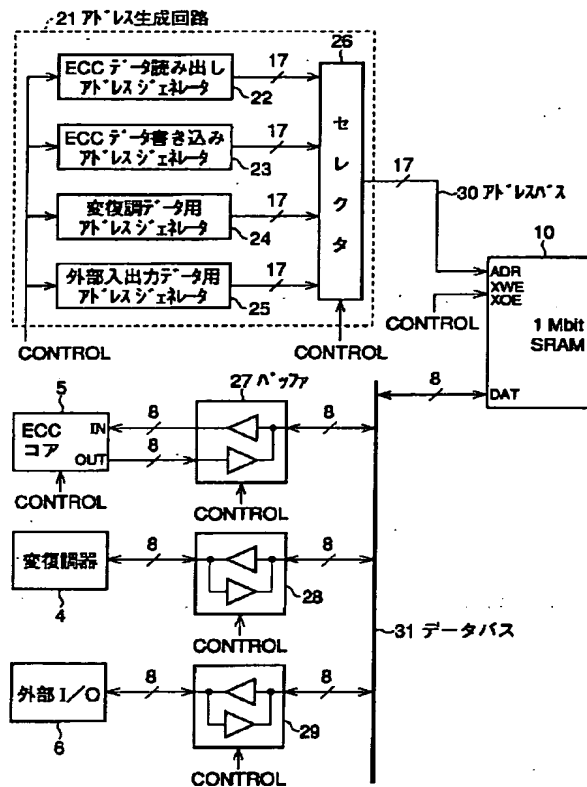 21 アドレス生成回路
ECC データ読み出し
アドレスジェネレータ
22
17
26
ECC データ書き込み
アドレスジェネレータ
23
17
セレクタ
変復調データ用
アドレスジェネレータ
24
17
外部入出力データ用
アドレスジェネレータ
25
17
17
30 アドレスバス
10
ADR
XWE
XOE
1 Mbit
SRAM
DAT
CONTROL
CONTROL
CONTROL
8
5
ECC
コア
IN
OUT
8
8
27 バッファ
8
CONTROL
CONTROL
変復調器
4
8
28
8
CONTROL
31 データバス
外部 I/O
6
8
29
8
CONTROL